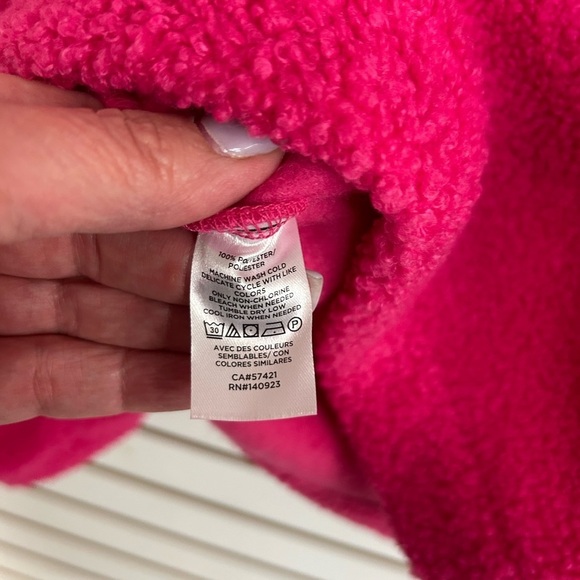 100% POLYESTER/
POLIESTER
MACHINE WASH COLD
DELICATE CYCLE WITH LIKE
COLORS
ONLY NON-CHLORINE
BLEACH WHEN NEEDED
TUMBLE DRY LOW
COOL IRON WHEN NEEDED
30 P
AVEC DES COULEURS
SEMBLABLES/ CON
COLORES SIMILARES
CA#57421
RN#140923